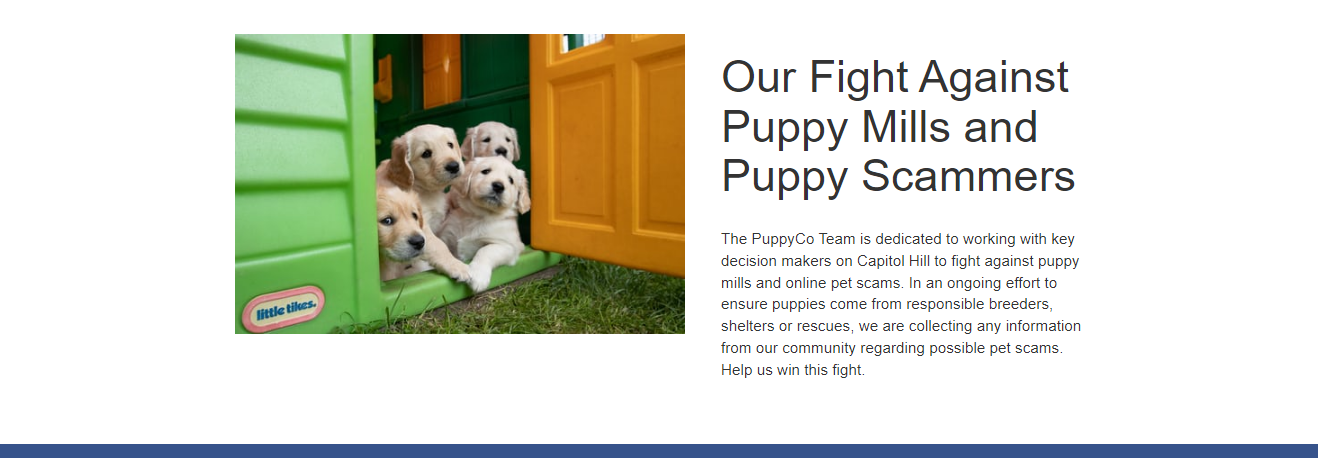 little tikes.
Our Fight Against
Puppy Mills and
Puppy Scammers
The PuppyCo Team is dedicated to working with key
decision makers on Capitol Hill to fight against puppy
mills and online pet scams. In an ongoing effort to
ensure puppies come from responsible breeders,
shelters or rescues, we are collecting any information
from our community regarding possible pet scams.
Help us win this fight.